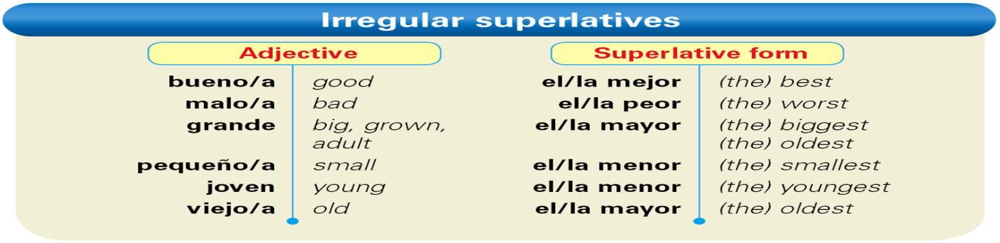 Irregular superlatives
Adjective Superlative form
bueno/a good el/la mejor (the) best
malo/a bad el/la peor (the) worst
grande big, grown, el/la mayor (the) biggest
adult (the) oldest
pequeño/a small el/la menor (the) smallest
joven young el/la menor (the) youngest
viejo/a old el/la mayor (the) oldest